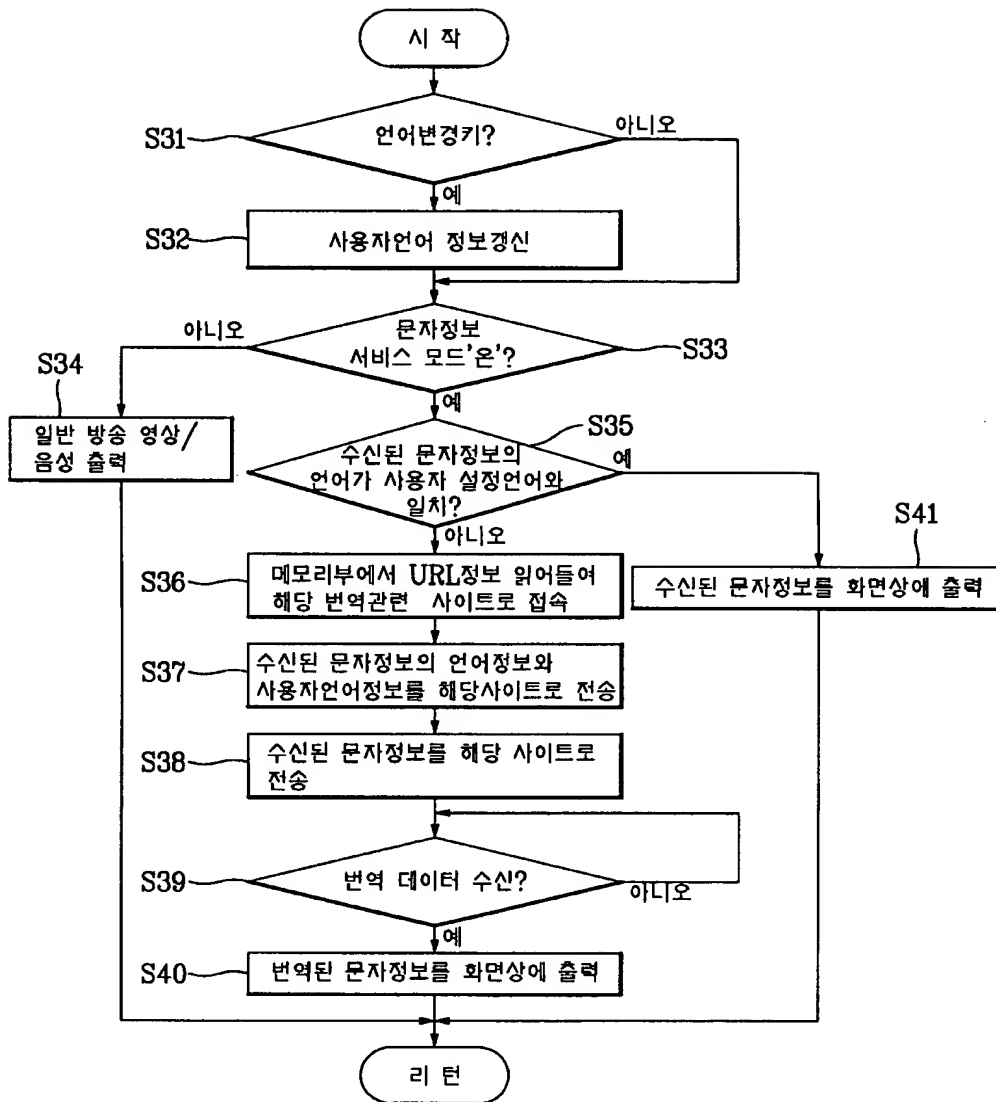 시 작
S31
언어변경키?
아니오
예
S32
사용자언어 정보갱신
아니오
문자정보
서비스 모드'온'?
S33
예
S34
일반 방송 영상/
음성 출력
S35
수신된 문자정보의
언어가 사용자 설정언어와
일치?
예
아니오
S41
수신된 문자정보를 화면상에 출력
S36
메모리부에서 URL정보 읽어들여
해당 번역관련 사이트로 접속
S37
수신된 문자정보의 언어정보와
사용자언어정보를 해당사이트로 전송
S38
수신된 문자정보를 해당 사이트로
전송
S39
번역 데이터 수신?
아니오
예
S40
번역된 문자정보를 화면상에 출력
리 턴